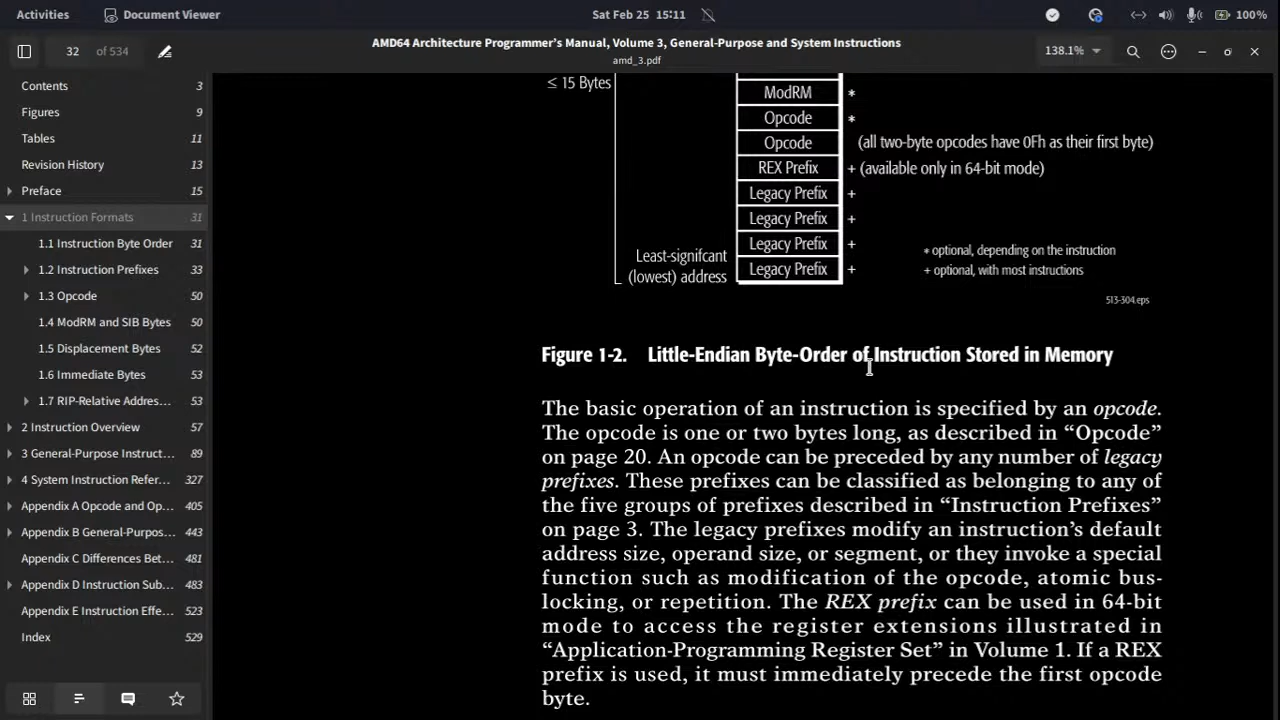 Activities
Document Viewer
Sat Feb 25 15:11
100%
32 of 534
AMD64 Architecture Programmer's Manual, Volume 3, General-Purpose and System Instructions
amd_3.pdf
138.1%
Contents 3
Figures 9
Tables 11
Revision History 13
Preface 15
1 Instruction Formats 31
1.1 Instruction Byte Order 31
1.2 Instruction Prefixes 33
1.3 Opcode 50
1.4 ModRM and SIB Bytes 50
1.5 Displacement Bytes 52
1.6 Immediate Bytes 53
1.7 RIP-Relative Addres... 53
2 Instruction Overview 57
3 General-Purpose Instruct... 89
4 System Instruction Refer... 327
Appendix A Opcode and Op... 405
Appendix B General-Purpos... 443
Appendix C Differences Bet... 481
Appendix D Instruction Sub... 483
Appendix E Instruction Effe... 523
Index 529
≤ 15 Bytes
ModRM *
Opcode *
Opcode (all two-byte opcodes have 0Fh as their first byte)
REX Prefix + (available only in 64-bit mode)
Legacy Prefix +
Legacy Prefix +
Legacy Prefix +
Legacy Prefix +
Least-signifcant
(lowest) address
* optional, depending on the instruction
+ optional, with most instructions
513-304.eps
Figure 1-2. Little-Endian Byte-Order of Instruction Stored in Memory
The basic operation of an instruction is specified by an opcode.
The opcode is one or two bytes long, as described in “Opcode”
on page 20. An opcode can be preceded by any number of legacy
prefixes. These prefixes can be classified as belonging to any of
the five groups of prefixes described in “Instruction Prefixes”
on page 3. The legacy prefixes modify an instruction’s default
address size, operand size, or segment, or they invoke a special
function such as modification of the opcode, atomic bus-
locking, or repetition. The REX prefix can be used in 64-bit
mode to access the register extensions illustrated in
“Application-Programming Register Set” in Volume 1. If a REX
prefix is used, it must immediately precede the first opcode
byte.